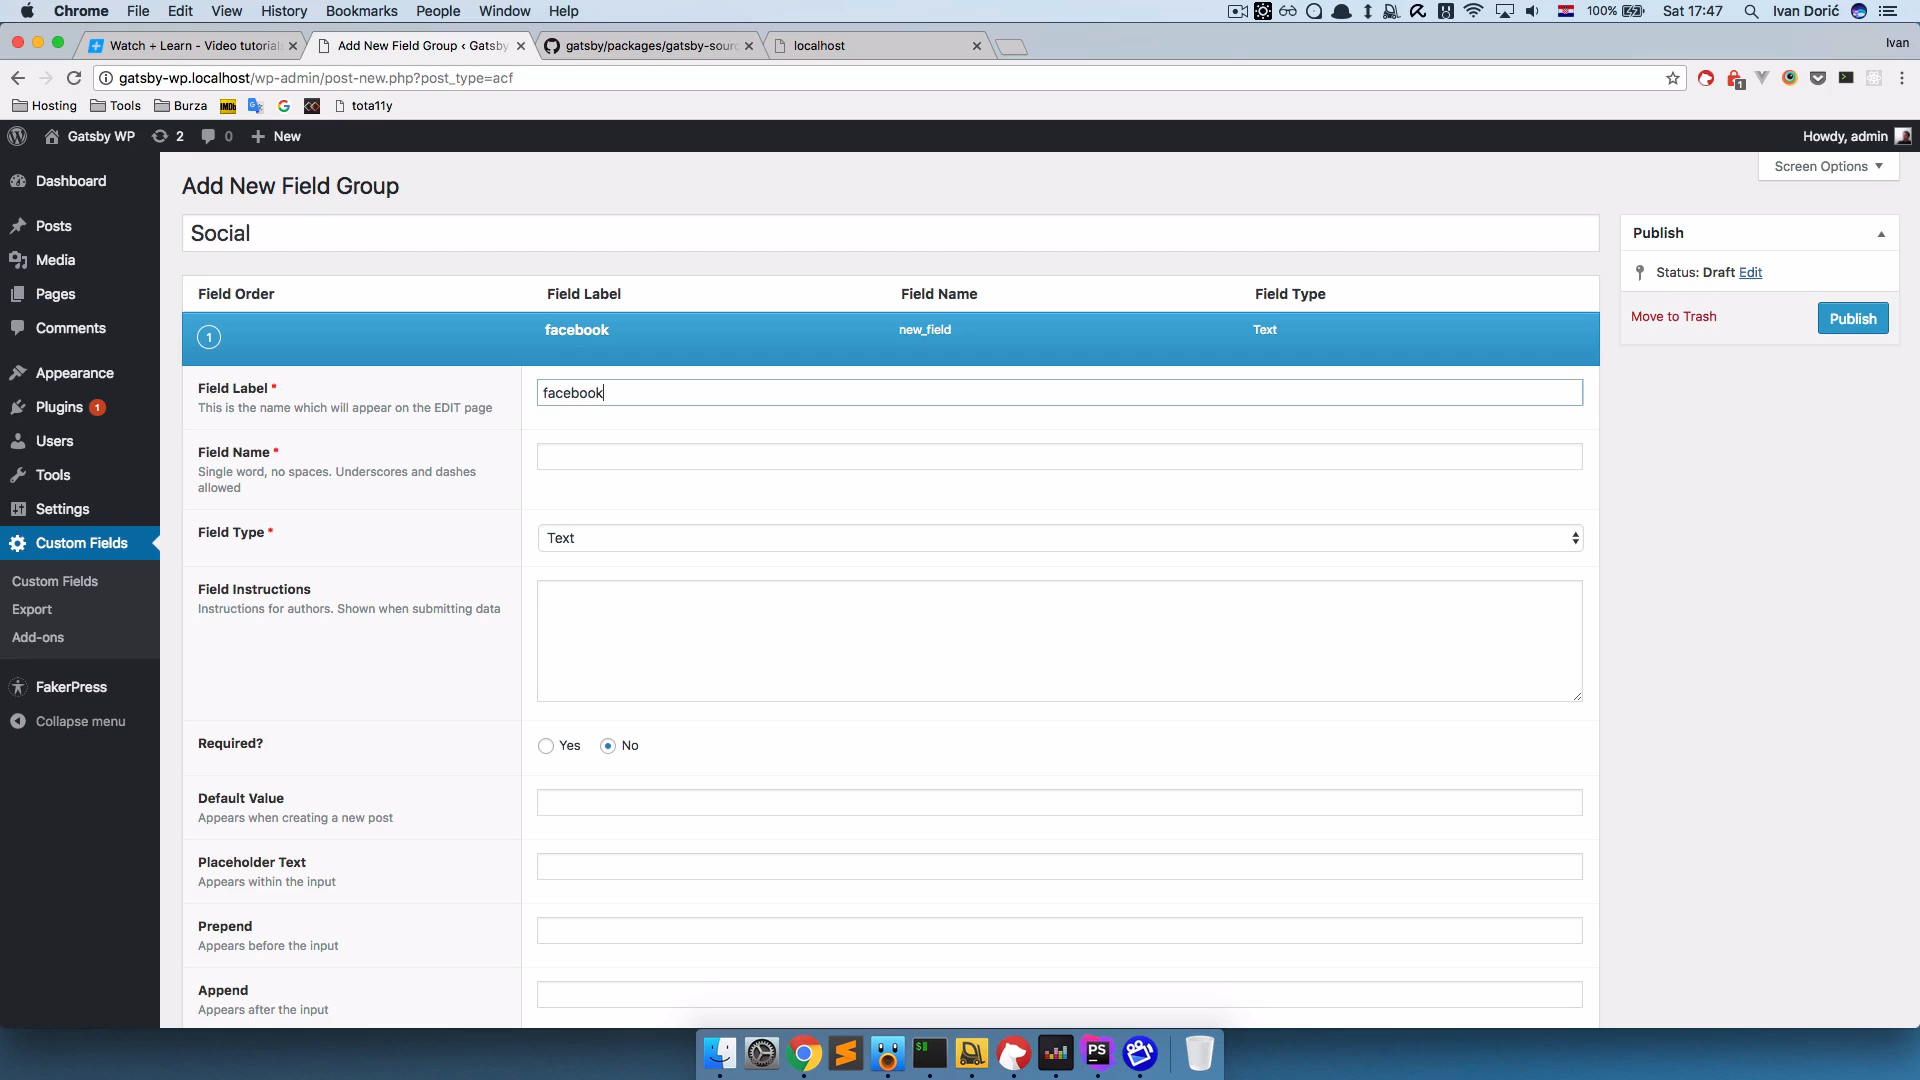 Chrome File Edit View History Bookmarks People Window Help
100% Sat 17:47 Ivan Dorić
Watch + Learn - Video tutorial
Add New Field Group ‹ Gatsby
gatsby/packages/gatsby-sour
localhost
Ivan
gatsby-wp.localhost/wp-admin/post-new.php?post_type=acf
1
Hosting Tools Burza IMDb tota11y
Gatsby WP 2 0 New
Howdy, admin
Dashboard
Posts
Media
Pages
Comments
Appearance
Plugins 1
Users
Tools
Settings
Custom Fields
Custom Fields
Export
Add-ons
FakerPress
Collapse menu
Screen Options
Add New Field Group
Social
Field Order Field Label Field Name Field Type
1 facebook new_field Text
Field Label *
This is the name which will appear on the EDIT page
facebook
Field Name *
Single word, no spaces. Underscores and dashes
allowed
Field Type *
Text
Field Instructions
Instructions for authors. Shown when submitting data
Required?
Yes No
Default Value
Appears when creating a new post
Placeholder Text
Appears within the input
Prepend
Appears before the input
Append
Appears after the input
Publish
Status: Draft Edit
Move to Trash
Publish
$
PS